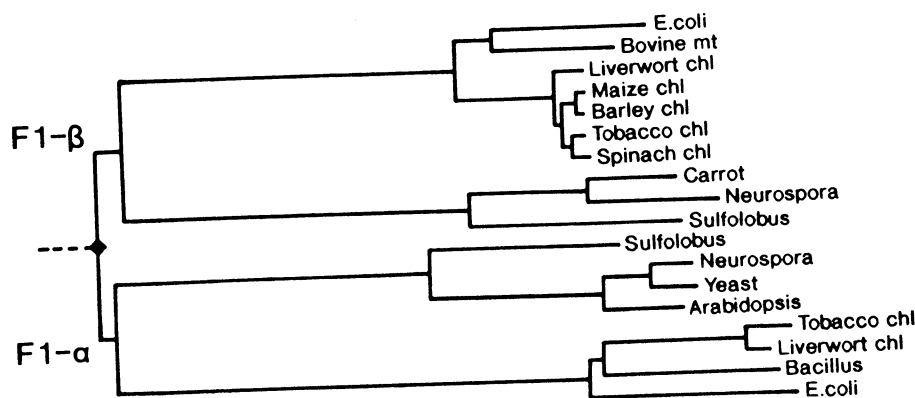 E.coli
Bovine mt
Liverwort chl
Maize chl
Barley chl
F1-β
Tobacco chl
Spinach chl
Carrot
Neurospora
Sulfolobus
Sulfolobus
Neurospora
Yeast
Arabidopsis
Tobacco chl
F1-α
Liverwort chl
Bacillus
E.coli